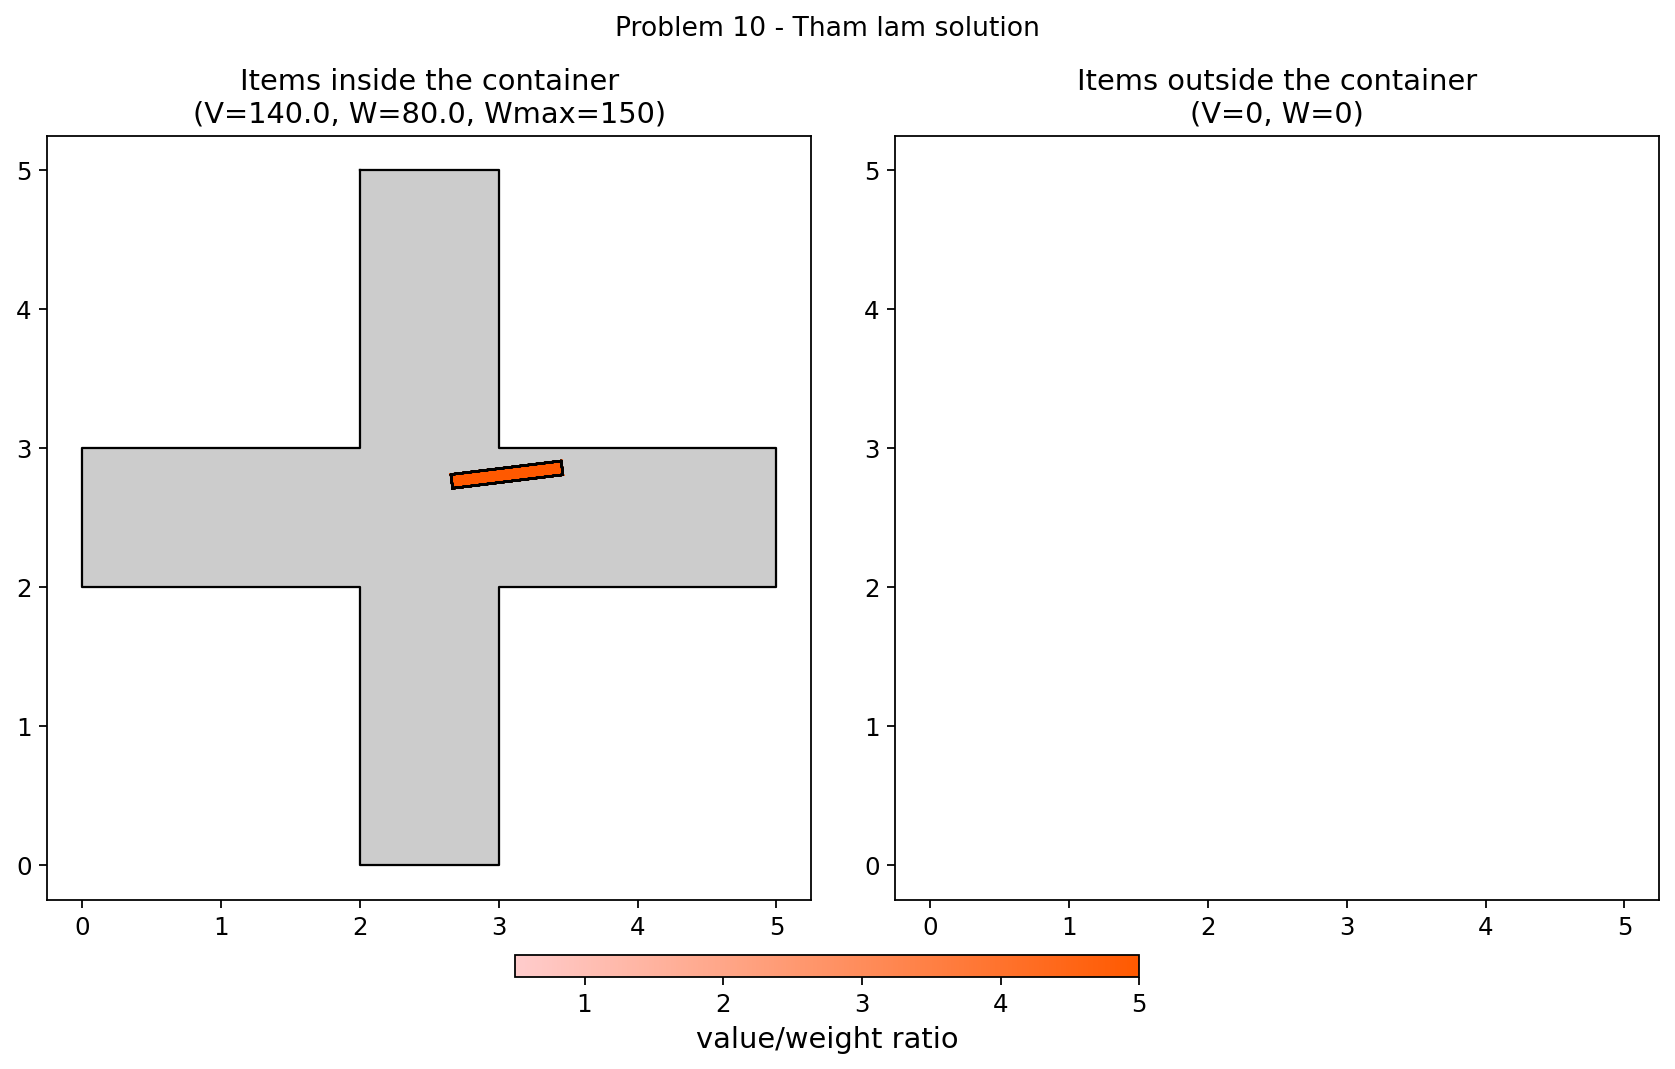 Problem 10 - Tham lam solution
Items inside the container
(V=140.0, W=80.0, Wmax=150)
5
4
3
2
1
0
0 1 2 3 4 5
Items outside the container
(V=0, W=0)
5
4
3
2
1
0
0 1 2 3 4 5
1 2 3 4 5
value/weight ratio